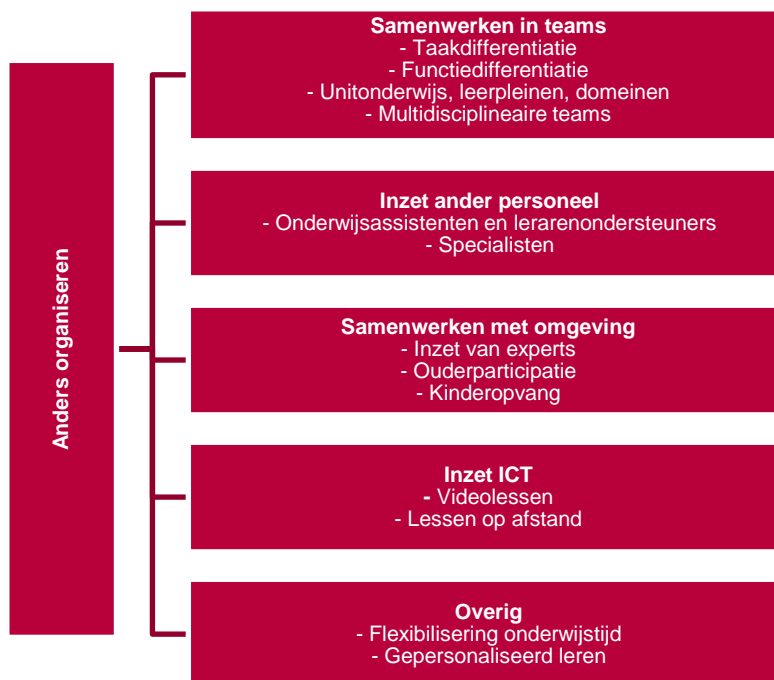 Anders organiseren
Samenwerken in teams
- Taakdifferentiatie
- Functiedifferentiatie
- Unitonderwijs, leerpleinen, domeinen
- Multidisciplineaire teams
Inzet ander personeel
- Onderwijsassistenten en lerarenondersteuners
- Specialisten
Samenwerken met omgeving
- Inzet van experts
- Ouderparticipatie
- Kinderopvang
Inzet ICT
- Videolessen
- Lessen op afstand
Overig
- Flexibilisering onderwijstijd
- Gepersonaliseerd leren